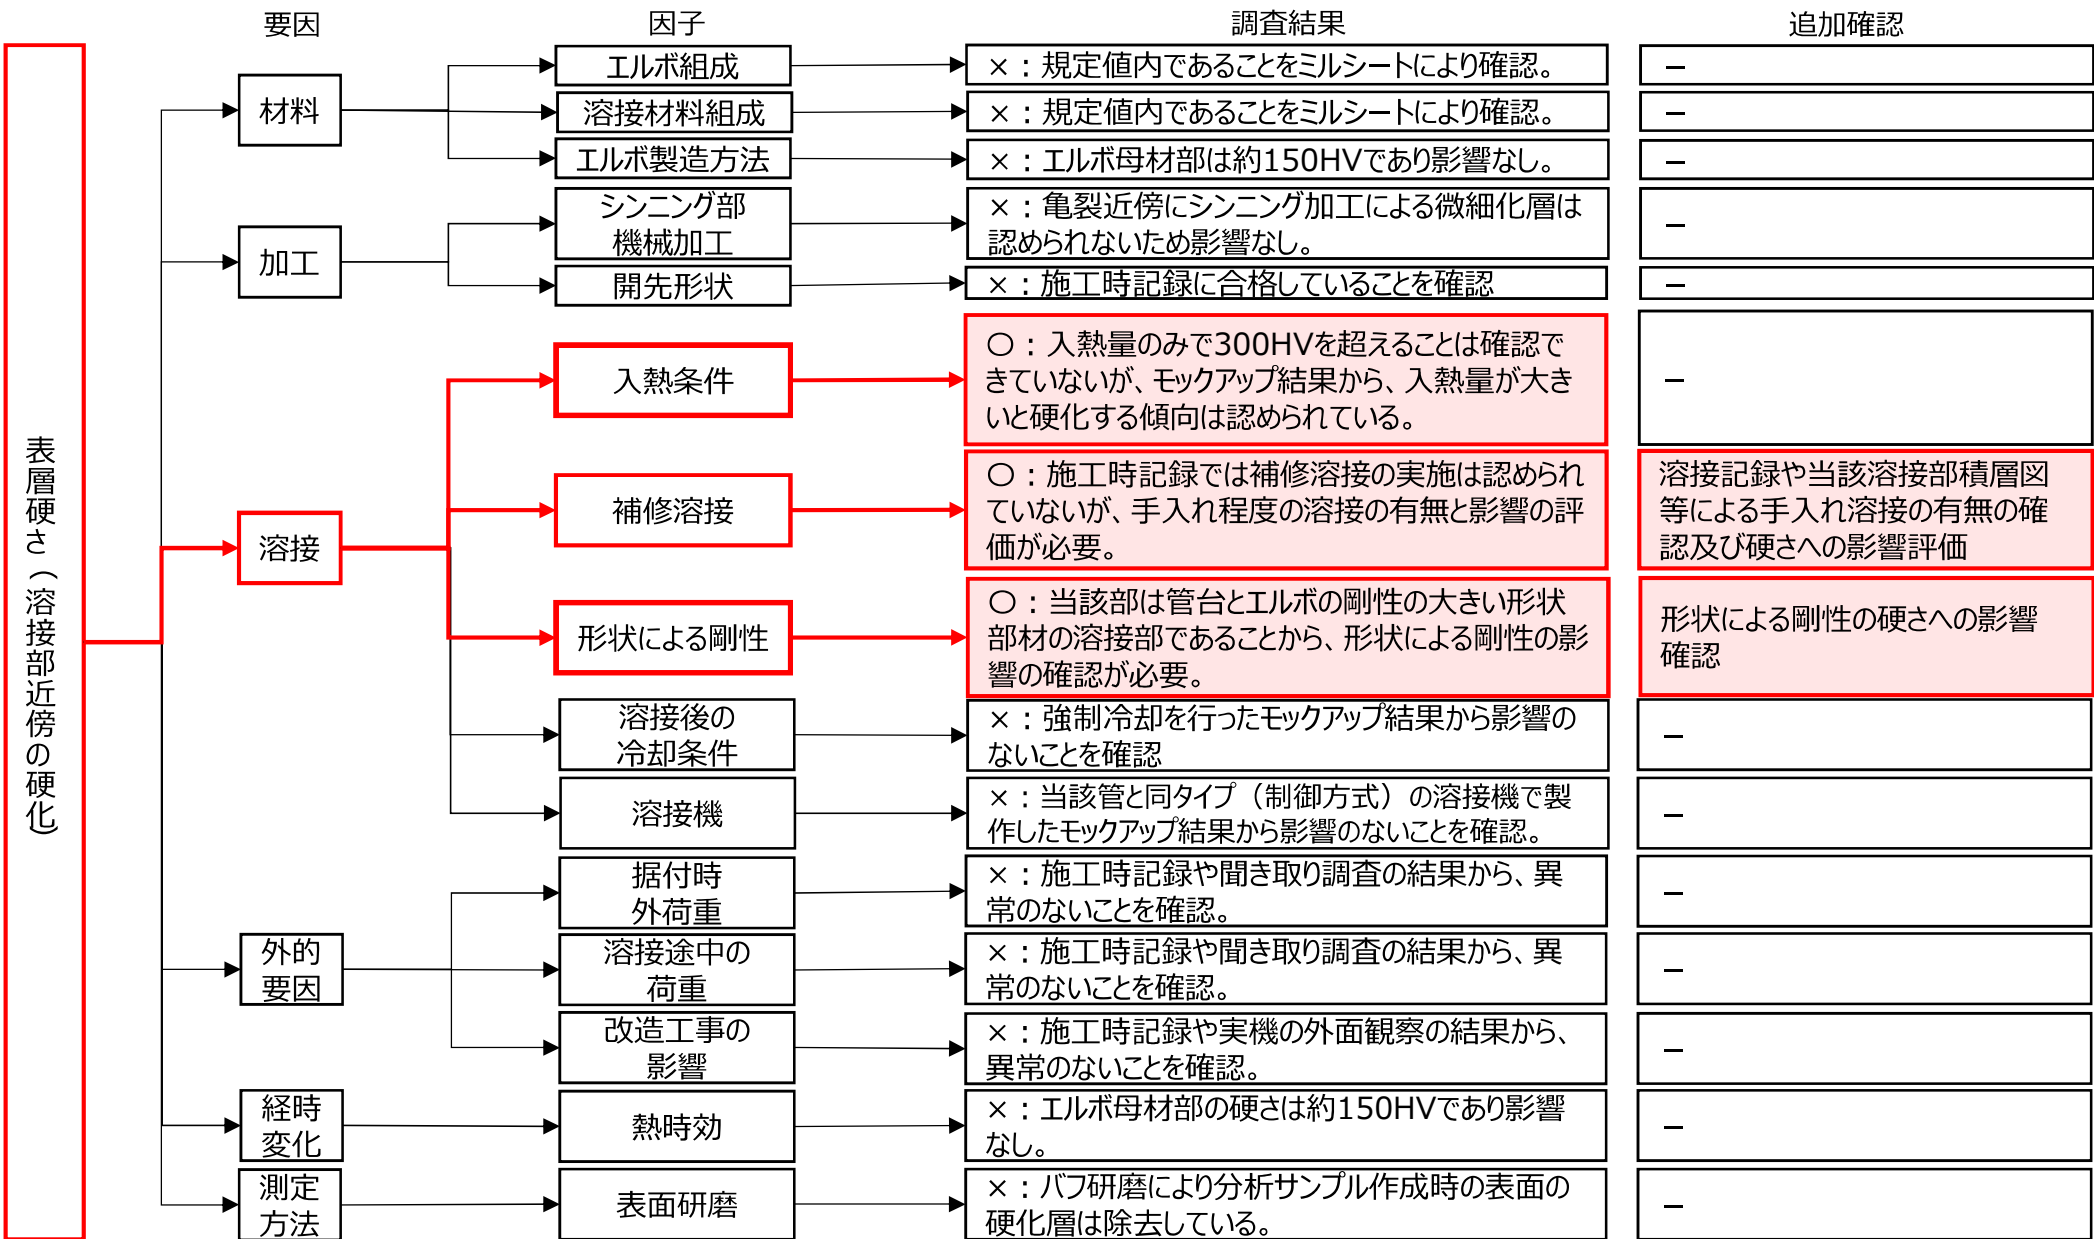 要因
因子
調査結果
追加確認
表層硬さ（溶接部近傍の硬化）
材料
エルボ組成
×：規定値内であることをミルシートにより確認。
－
溶接材料組成
×：規定値内であることをミルシートにより確認。
－
エルボ製造方法
×：エルボ母材部は約150HVであり影響なし。
－
加工
シンニング部
機械加工
×：亀裂近傍にシンニング加工による微細化層は
認められないため影響なし。
－
開先形状
×：施工時記録に合格していることを確認
－
溶接
入熱条件
○：入熱量のみで300HVを超えることは確認で
きていないが、モックアップ結果から、入熱量が大き
いと硬化する傾向は認められている。
－
補修溶接
○：施工時記録では補修溶接の実施は認められ
ていないが、手入れ程度の溶接の有無と影響の評
価が必要。
溶接記録や当該溶接部積層図
等による手入れ溶接の有無の確
認及び硬さへの影響評価
形状による剛性
○：当該部は管台とエルボの剛性の大きい形状
部材の溶接部であることから、形状による剛性の影
響の確認が必要。
形状による剛性の硬さへの影響
確認
溶接後の
冷却条件
×：強制冷却を行ったモックアップ結果から影響の
ないことを確認
－
溶接機
×：当該管と同タイプ（制御方式）の溶接機で製
作したモックアップ結果から影響のないことを確認。
－
外的
要因
据付時
外荷重
×：施工時記録や聞き取り調査の結果から、異
常のないことを確認。
－
溶接途中の
荷重
×：施工時記録や聞き取り調査の結果から、異
常のないことを確認。
－
改造工事の
影響
×：施工時記録や実機の外面観察の結果から、
異常のないことを確認。
－
経時
変化
熱時効
×：エルボ母材部の硬さは約150HVであり影響
なし。
－
測定
方法
表面研磨
×：バフ研磨により分析サンプル作成時の表面の
硬化層は除去している。
－